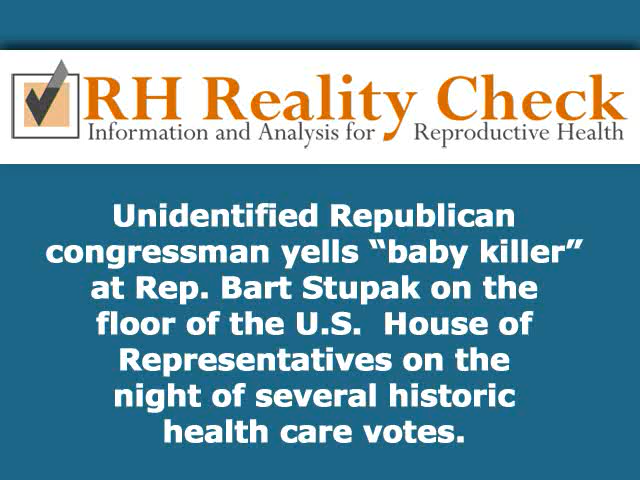 RH Reality Check
Information and Analysis for Reproductive Health
Unidentified Republican
congressman yells “baby killer”
at Rep. Bart Stupak on the
floor of the U.S. House of
Representatives on the
night of several historic
health care votes.